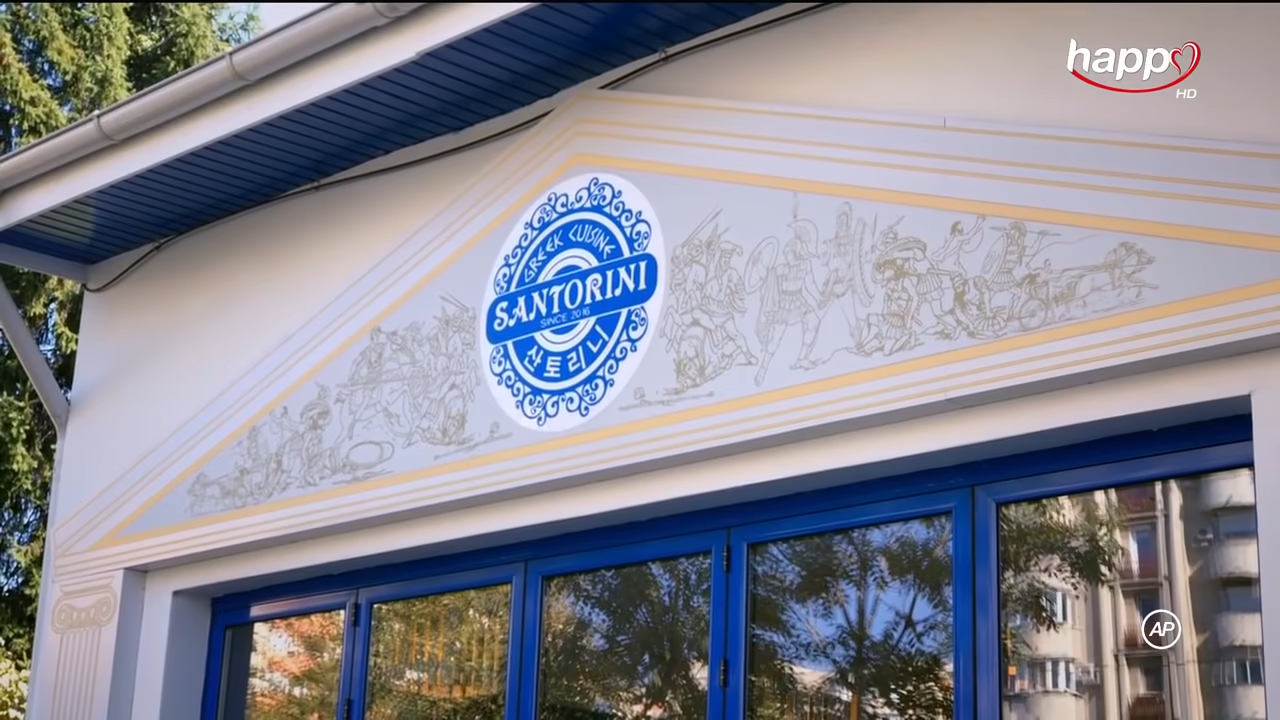 happy
HD
GREEK CUISINE
SANTORINI
SINCE 2016
산토리니
AP